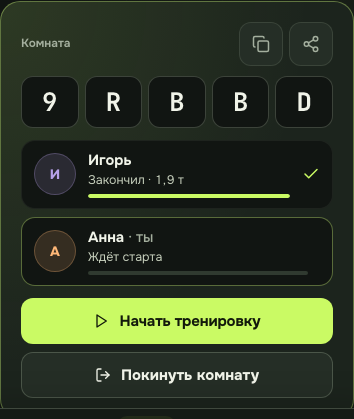 Комната
9 R B B D
И
Игорь
Закончил · 1,9 т
А
Анна · ты
Ждёт старта
Начать тренировку
Покинуть комнату